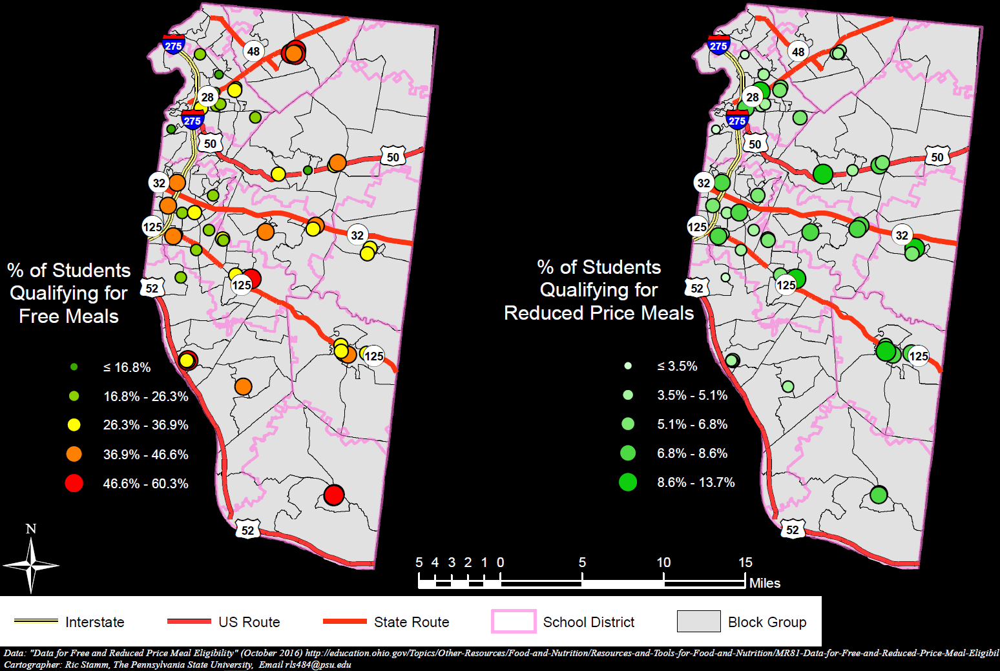 275
48
28
275
50
50
32
125
32
52
125
125
52
% of Students
Qualifying for
Free Meals
≤ 16.8%
16.8% - 26.3%
26.3% - 36.9%
36.9% - 46.6%
46.6% - 60.3%
275
48
28
275
50
50
32
125
32
52
125
125
52
% of Students
Qualifying for
Reduced Price Meals
≤ 3.5%
3.5% - 5.1%
5.1% - 6.8%
6.8% - 8.6%
8.6% - 13.7%
N
5 4 3 2 1 0 5 10 15
Miles
Interstate
US Route
State Route
School District
Block Group
Data: "Data for Free and Reduced Price Meal Eligibility" (October 2016) http://education.ohio.gov/Topics/Other-Resources/Food-and-Nutrition/Resources-and-Tools-for-Food-and-Nutrition/MR81-Data-for-Free-and-Reduced-Price-Meal-Eligibil
Cartographer: Ric Stamm, The Pennsylvania State University, Email rls484@psu.edu